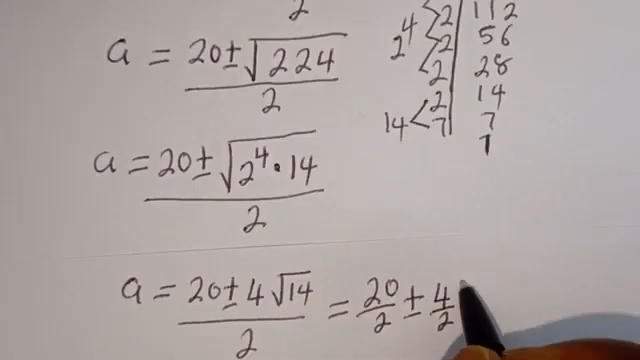 2
a = 20±√224 / 2
2⁴ 2 | 112
2 | 56
2 | 28
2 | 14
14 < 7 | 7
1
a = 20±√2⁴·14 / 2
a = 20±4√14 / 2 = 20/2 ± 4/2